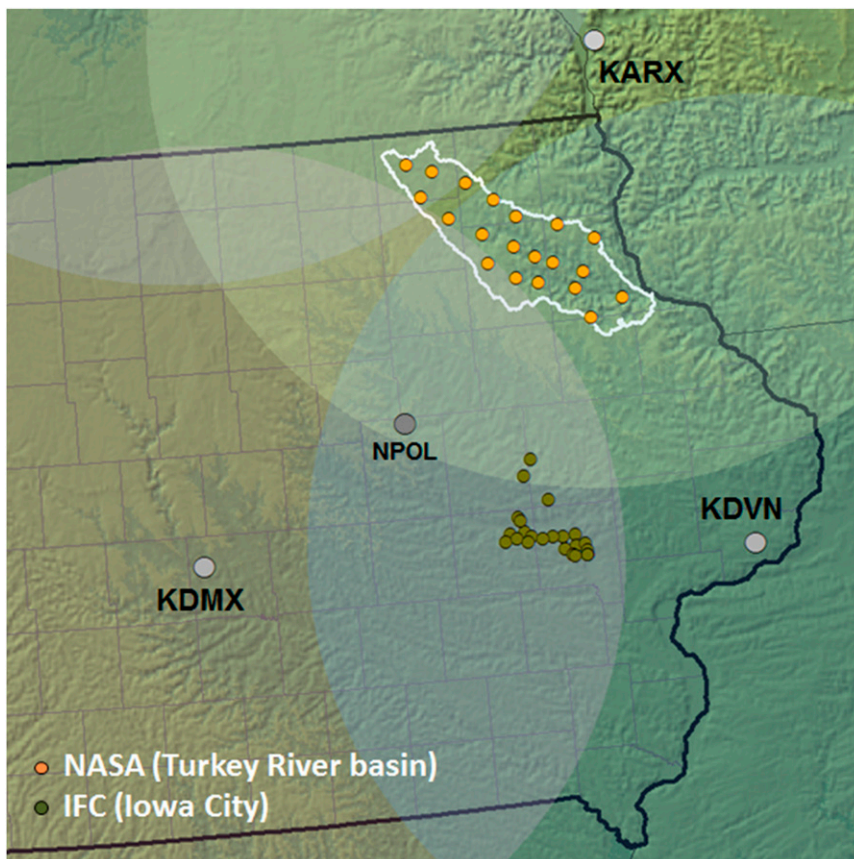 KARX
NPOL
KDVN
KDMX
NASA (Turkey River basin)
IFC (Iowa City)